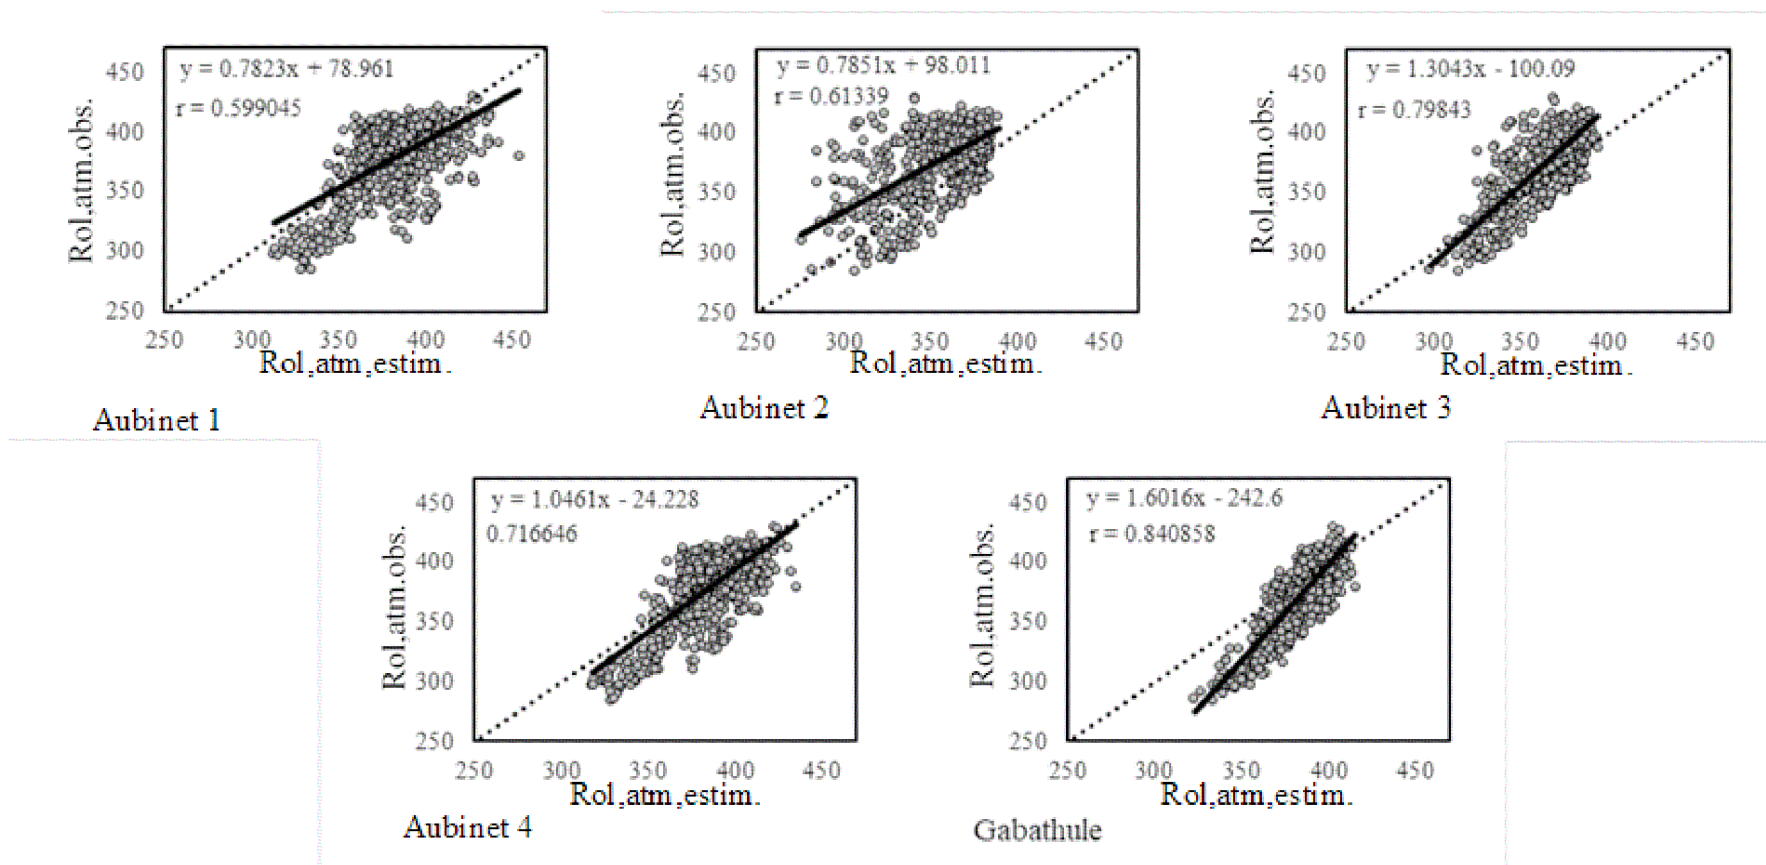 y = 0.7823x + 78.961
r = 0.599045
Rol,atm.obs.
450
400
350
300
250
250 300 350 400 450
Rol,atm,estim.
Aubinet 1
y = 0.7851x + 98.011
r = 0.61339
Rol,atm.obs.
450
400
350
300
250
250 300 350 400 450
Rol,atm,estim.
Aubinet 2
y = 1.3043x - 100.09
r = 0.79843
Rol,atm.obs.
450
400
350
300
250
250 300 350 400 450
Rol,atm,estim.
Aubinet 3
y = 1.0461x - 24.228
0.716646
Rol,atm.obs.
450
400
350
300
250
250 300 350 400 450
Rol,atm,estim.
Aubinet 4
y = 1.6016x - 242.6
r = 0.840858
Rol,atm.obs.
450
400
350
300
250
250 300 350 400 450
Rol,atm,estim.
Gabathule